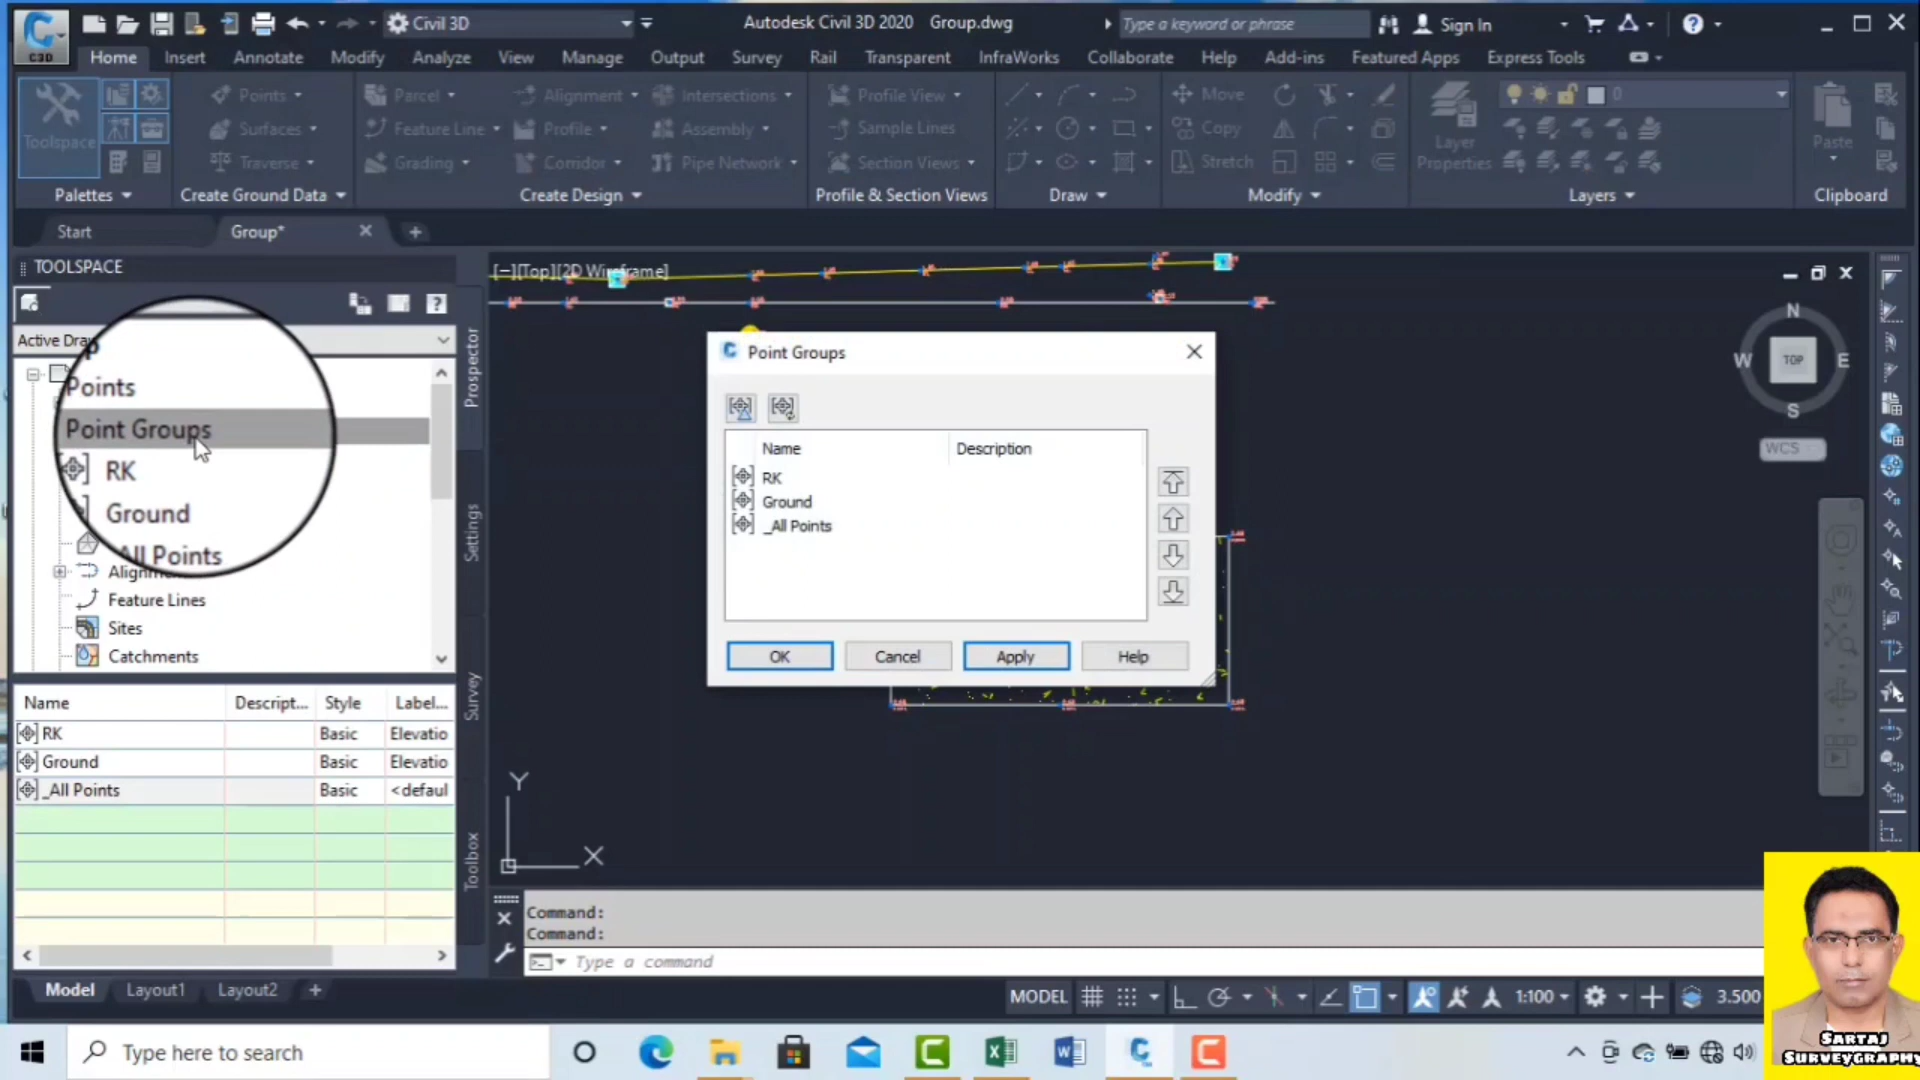 Civil 3D
Autodesk Civil 3D 2020 Group.dwg
Type a keyword or phrase
Sign In
C3D
Home Insert Annotate Modify Analyze View Manage Output Survey Rail Transparent InfraWorks Collaborate Help Add-ins Featured Apps Express Tools
Toolspace
Points
Surfaces
Traverse
Parcel
Feature Line
Grading
Alignment
Profile
Corridor
Intersections
Assembly
Pipe Network
Profile View
Sample Lines
Section Views
Move
Copy
Stretch
Layer
Properties
0
Paste
Palettes Create Ground Data Create Design Profile & Section Views Draw Modify Layers Clipboard
Start Group*
TOOLSPACE
[−][Top][2D Wireframe]
Active Dra
Points
Point Groups
RK
Ground
All Points
Alignm
Feature Lines
Sites
Catchments
Prospector
Settings
Survey
Toolbox
Name Descript... Style Label...
RK Basic Elevatio
Ground Basic Elevatio
_All Points Basic <defaul
Point Groups
Name Description
RK
Ground
_All Points
OK Cancel Apply Help
N
W TOP E
S
WCS
Y
X
Command:
Command:
Type a command
Model Layout1 Layout2
MODEL 1:100 3.500
Type here to search
SARTAJ
SURVEYGRAPHY